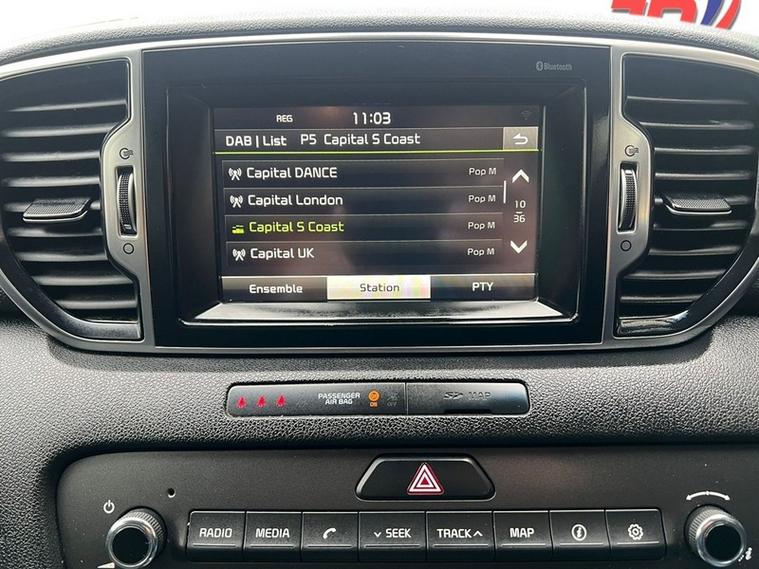 Bluetooth
REG 11:03
DAB | List P5 Capital S Coast
Capital DANCE Pop M
Capital London Pop M
10
36
Capital S Coast Pop M
Capital UK Pop M
Ensemble Station PTY
PASSENGER
AIR BAG
ON
OFF
MAP
RADIO MEDIA SEEK TRACK MAP